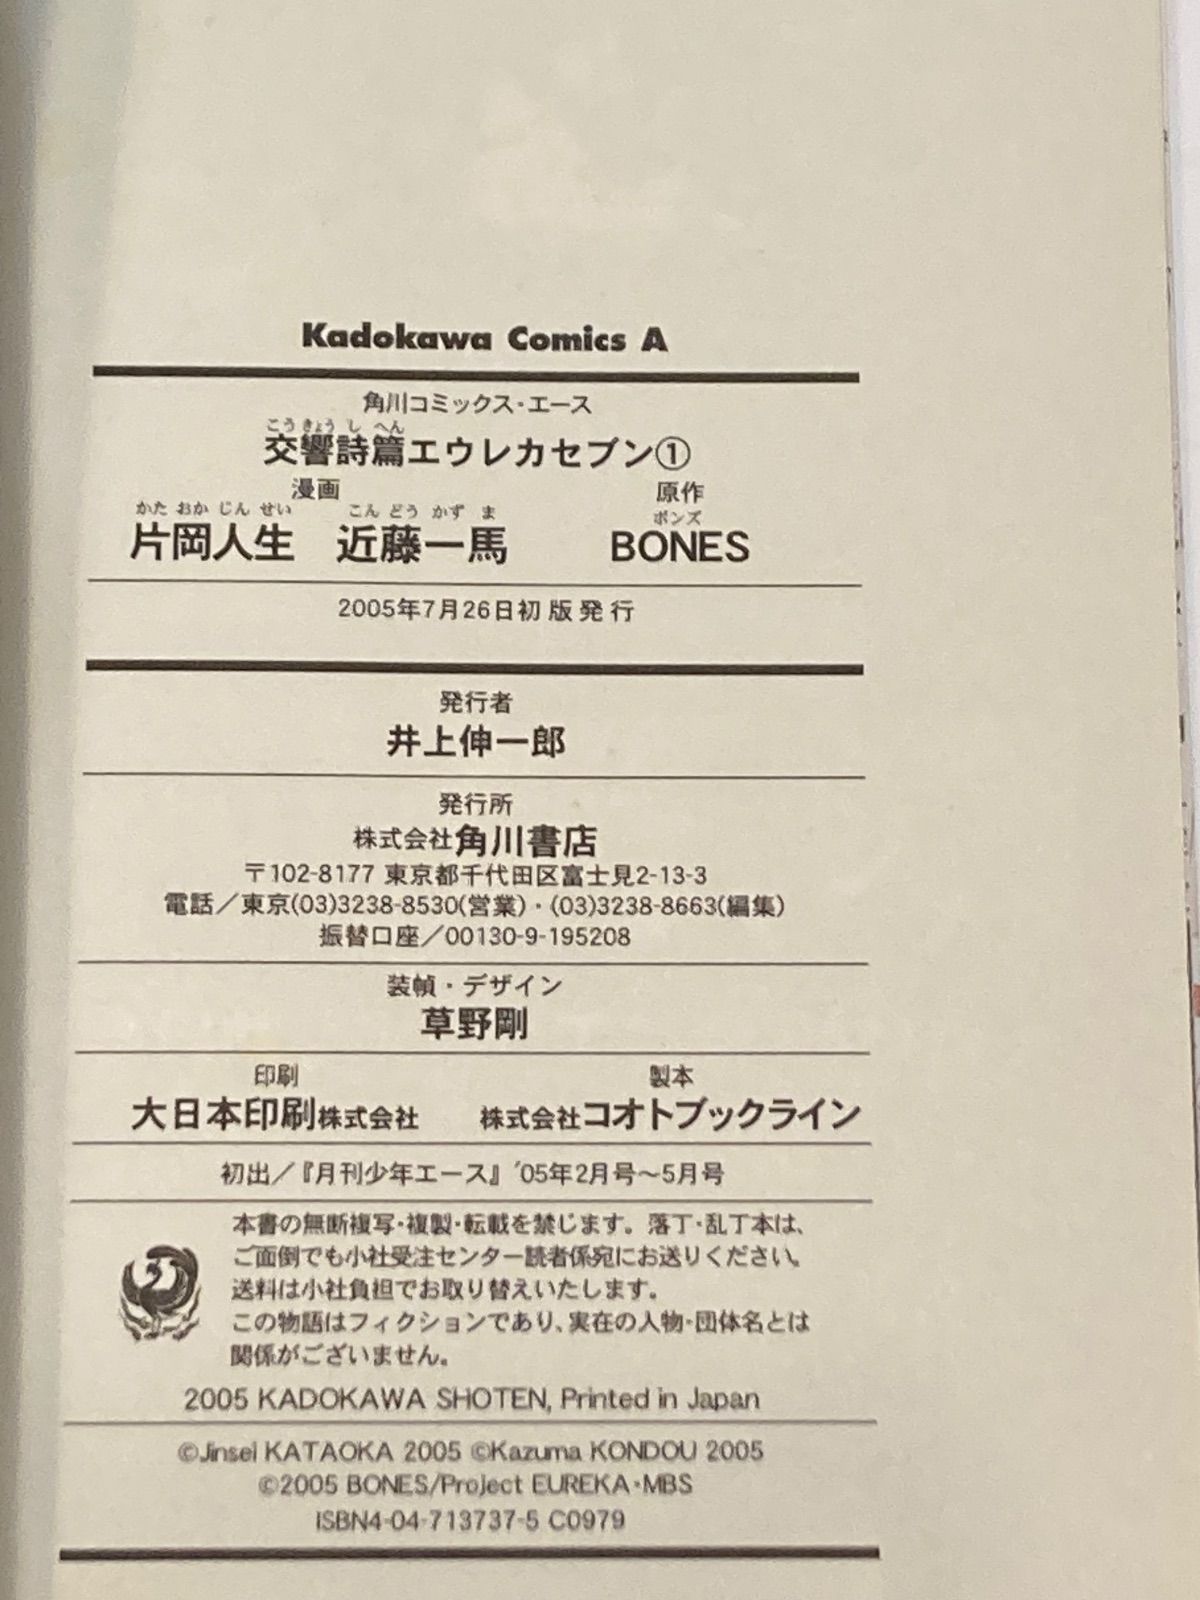 Kadokawa Comics A
角川コミックス・エース
こうきょうしへん
交響詩篇エウレカセブン①
漫画 原作
かた おか じん せい こん どう かず ま ボンズ
片岡人生 近藤一馬 BONES
2005年7月26日初版発行
発行者
井上伸一郎
発行所
株式会社角川書店
〒102-8177 東京都千代田区富士見2-13-3
電話／東京(03)3238-8530(営業)・(03)3238-8663(編集)
振替口座／00130-9-195208
装幀・デザイン
草野剛
印刷 製本
大日本印刷株式会社 株式会社コオトブックライン
初出／『月刊少年エース』'05年2月号～5月号
本書の無断複写・複製・転載を禁じます。落丁・乱丁本は、
ご面倒でも小社受注センター読者係宛にお送りください。
送料は小社負担でお取り替えいたします。
この物語はフィクションであり、実在の人物・団体名とは
関係がございません。
2005 KADOKAWA SHOTEN, Printed in Japan
©Jinsei KATAOKA 2005 ©Kazuma KONDOU 2005
©2005 BONES/Project EUREKA・MBS
ISBN4-04-713737-5 C0979